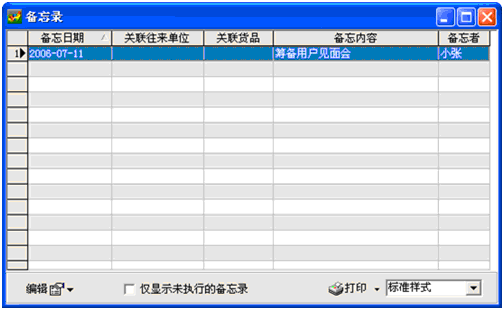 备忘录
备忘日期 关联往来单位 关联货品 备忘内容 备忘者
1 2006-07-11 筹备用户见面会 小张
编辑 仅显示未执行的备忘录 打印 标准样式